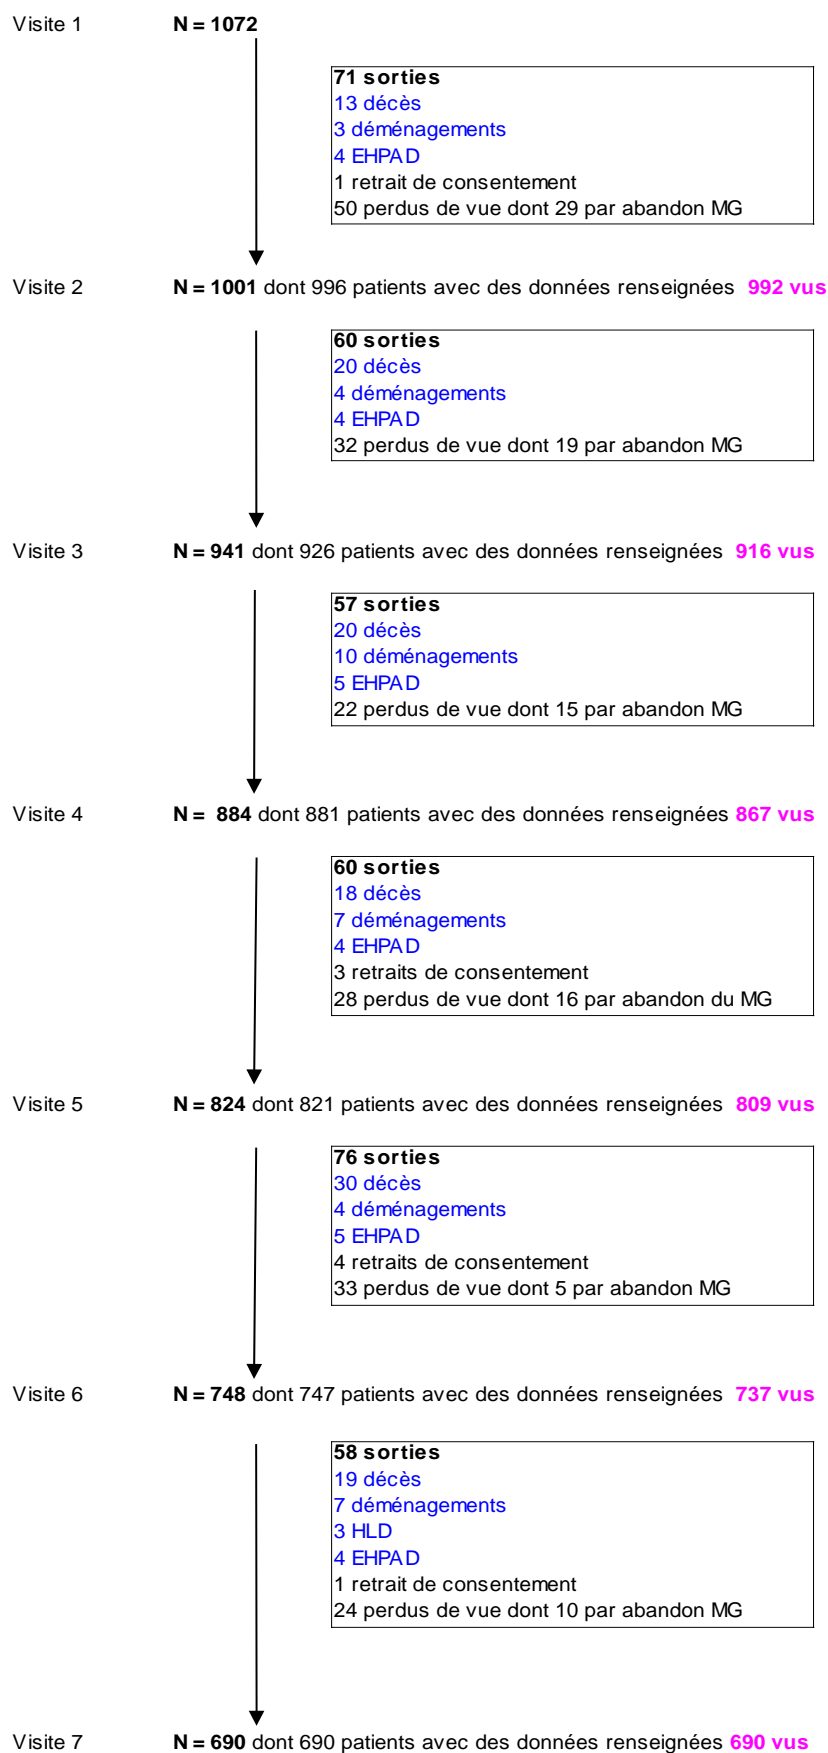 Visite 1 N = 1072
71 sorties
13 décès
3 déménagements
4 EHPAD
1 retrait de consentement
50 perdus de vue dont 29 par abandon MG
Visite 2 N = 1001 dont 996 patients avec des données renseignées 992 vus
60 sorties
20 décès
4 déménagements
4 EHPAD
32 perdus de vue dont 19 par abandon MG
Visite 3 N = 941 dont 926 patients avec des données renseignées 916 vus
57 sorties
20 décès
10 déménagements
5 EHPAD
22 perdus de vue dont 15 par abandon MG
Visite 4 N = 884 dont 881 patients avec des données renseignées 867 vus
60 sorties
18 décès
7 déménagements
4 EHPAD
3 retraits de consentement
28 perdus de vue dont 16 par abandon du MG
Visite 5 N = 824 dont 821 patients avec des données renseignées 809 vus
76 sorties
30 décès
4 déménagements
5 EHPAD
4 retraits de consentement
33 perdus de vue dont 5 par abandon MG
Visite 6 N = 748 dont 747 patients avec des données renseignées 737 vus
58 sorties
19 décès
7 déménagements
3 HLD
4 EHPAD
1 retrait de consentement
24 perdus de vue dont 10 par abandon MG
Visite 7 N = 690 dont 690 patients avec des données renseignées 690 vus